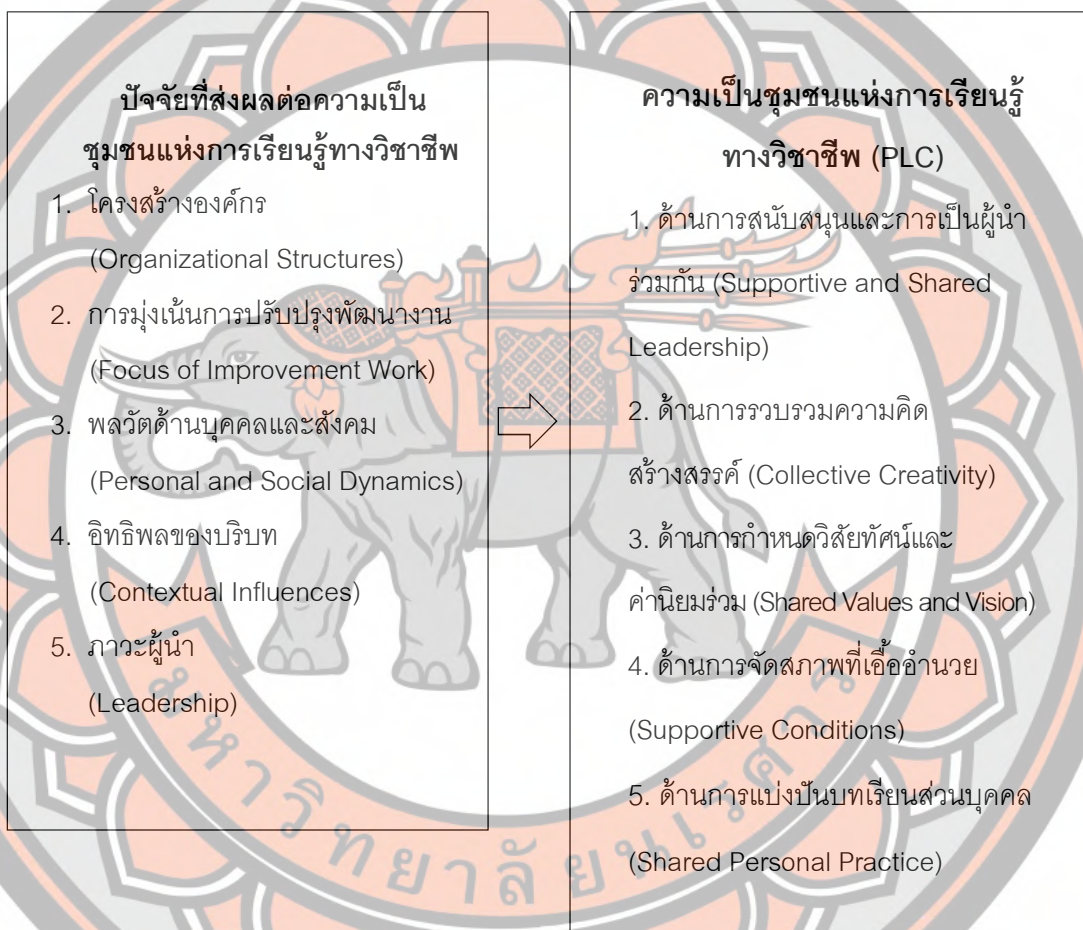 ปัจจัยที่ส่งผลต่อความเป็น
ชุมชนแห่งการเรียนรู้ทางวิชาชีพ
1. โครงสร้างองค์กร
(Organizational Structures)
2. การมุ่งเน้นการปรับปรุงพัฒนางาน
(Focus of Improvement Work)
3. พลวัตด้านบุคคลและสังคม
(Personal and Social Dynamics)
4. อิทธิพลของบริบท
(Contextual Influences)
5. ภาวะผู้นำ
(Leadership)
ความเป็นชุมชนแห่งการเรียนรู้
ทางวิชาชีพ (PLC)
1. ด้านการสนับสนุนและการเป็นผู้นำ
ร่วมกัน (Supportive and Shared
Leadership)
2. ด้านการรวบรวมความคิด
สร้างสรรค์ (Collective Creativity)
3. ด้านการกำหนดวิสัยทัศน์และ
ค่านิยมร่วม (Shared Values and Vision)
4. ด้านการจัดสภาพที่เอื้ออำนวย
(Supportive Conditions)
5. ด้านการแบ่งปันบทเรียนส่วนบุคคล
(Shared Personal Practice)
มหาวิทยาลัยนเรศวร